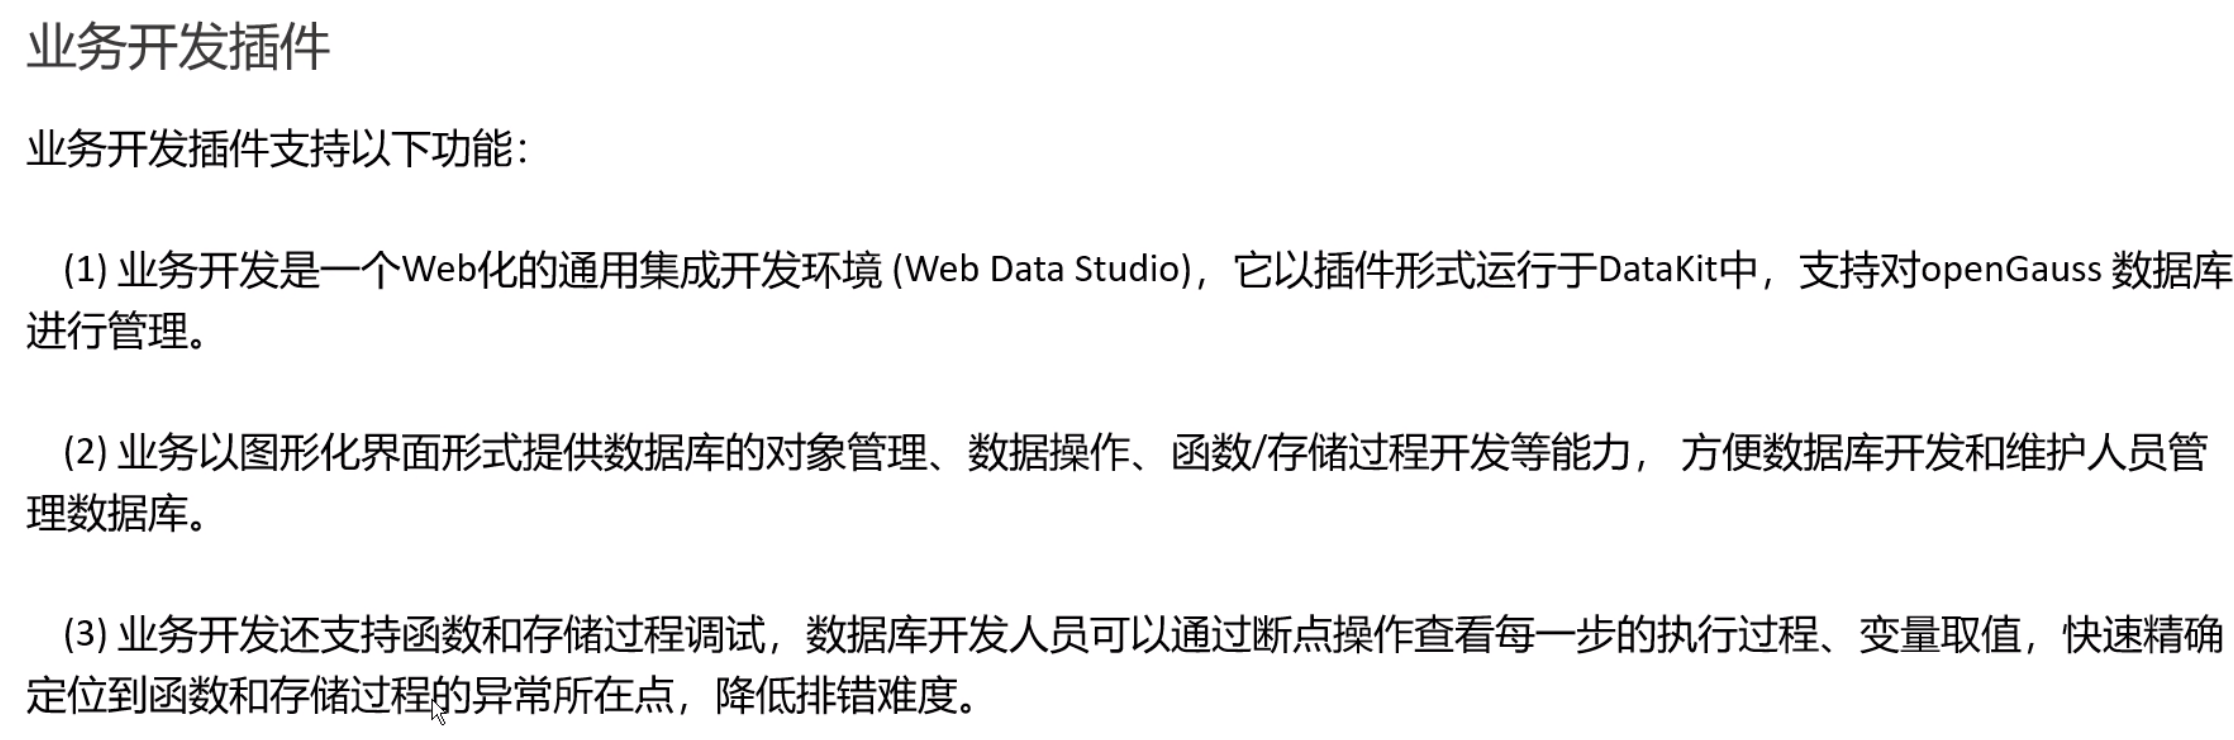 业务开发插件
业务开发插件支持以下功能：
(1) 业务开发是一个Web化的通用集成开发环境 (Web Data Studio)，它以插件形式运行于DataKit中，支持对openGauss 数据库
进行管理。
(2) 业务以图形化界面形式提供数据库的对象管理、数据操作、函数/存储过程开发等能力， 方便数据库开发和维护人员管
理数据库。
(3) 业务开发还支持函数和存储过程调试，数据库开发人员可以通过断点操作查看每一步的执行过程、变量取值，快速精确
定位到函数和存储过程的异常所在点，降低排错难度。